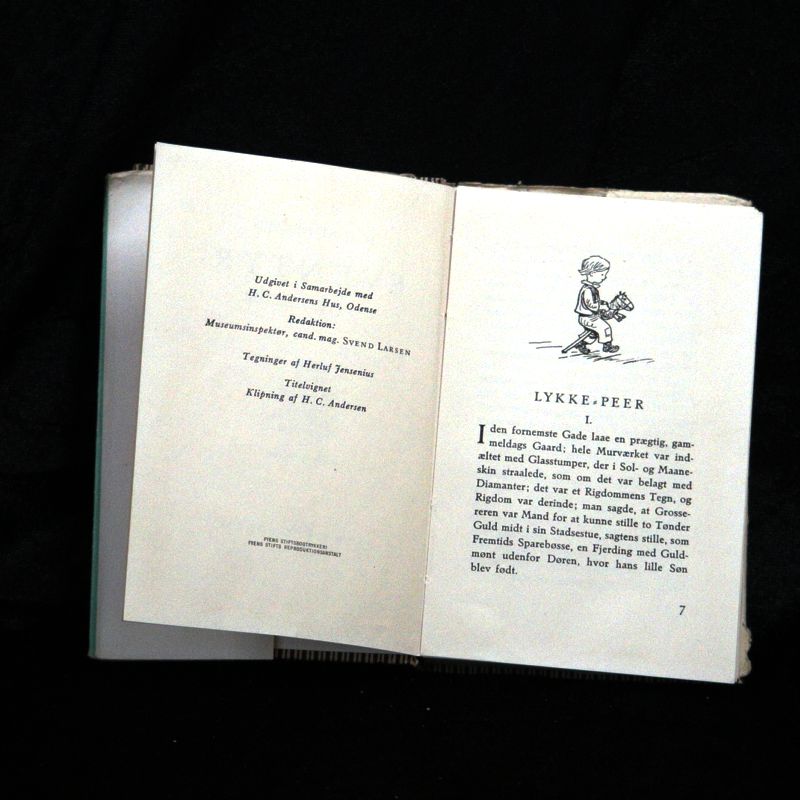 Udgivet i Samarbejde med
H. C. Andersens Hus, Odense
Redaktion:
Museumsinspektør, cand. mag. SVEND LARSEN
Tegninger af Herluf Jensenius
Titelvignet
Klipning af H. C. Andersen
FYENS STIFTSBOGTRYKKERI
FYENS STIFTS REPRODUKTIONSANSTALT
LYKKE-PEER
I.
I den fornemste Gade laae en prægtig, gam-
meldags Gaard; hele Murværket var ind-
æltet med Glasstumper, der i Sol- og Maane-
skin straalede, som om det var belagt med
Diamanter; det var et Rigdommens Tegn, og
Rigdom var derinde; man sagde, at Grosse-
reren var Mand for at kunne stille to Tønder
Guld midt i sin Stadsestue, sagtens stille, som
Fremtids Sparebøsse, en Fjerding med Guld-
mønt udenfor Døren, hvor hans lille Søn
blev født.
7